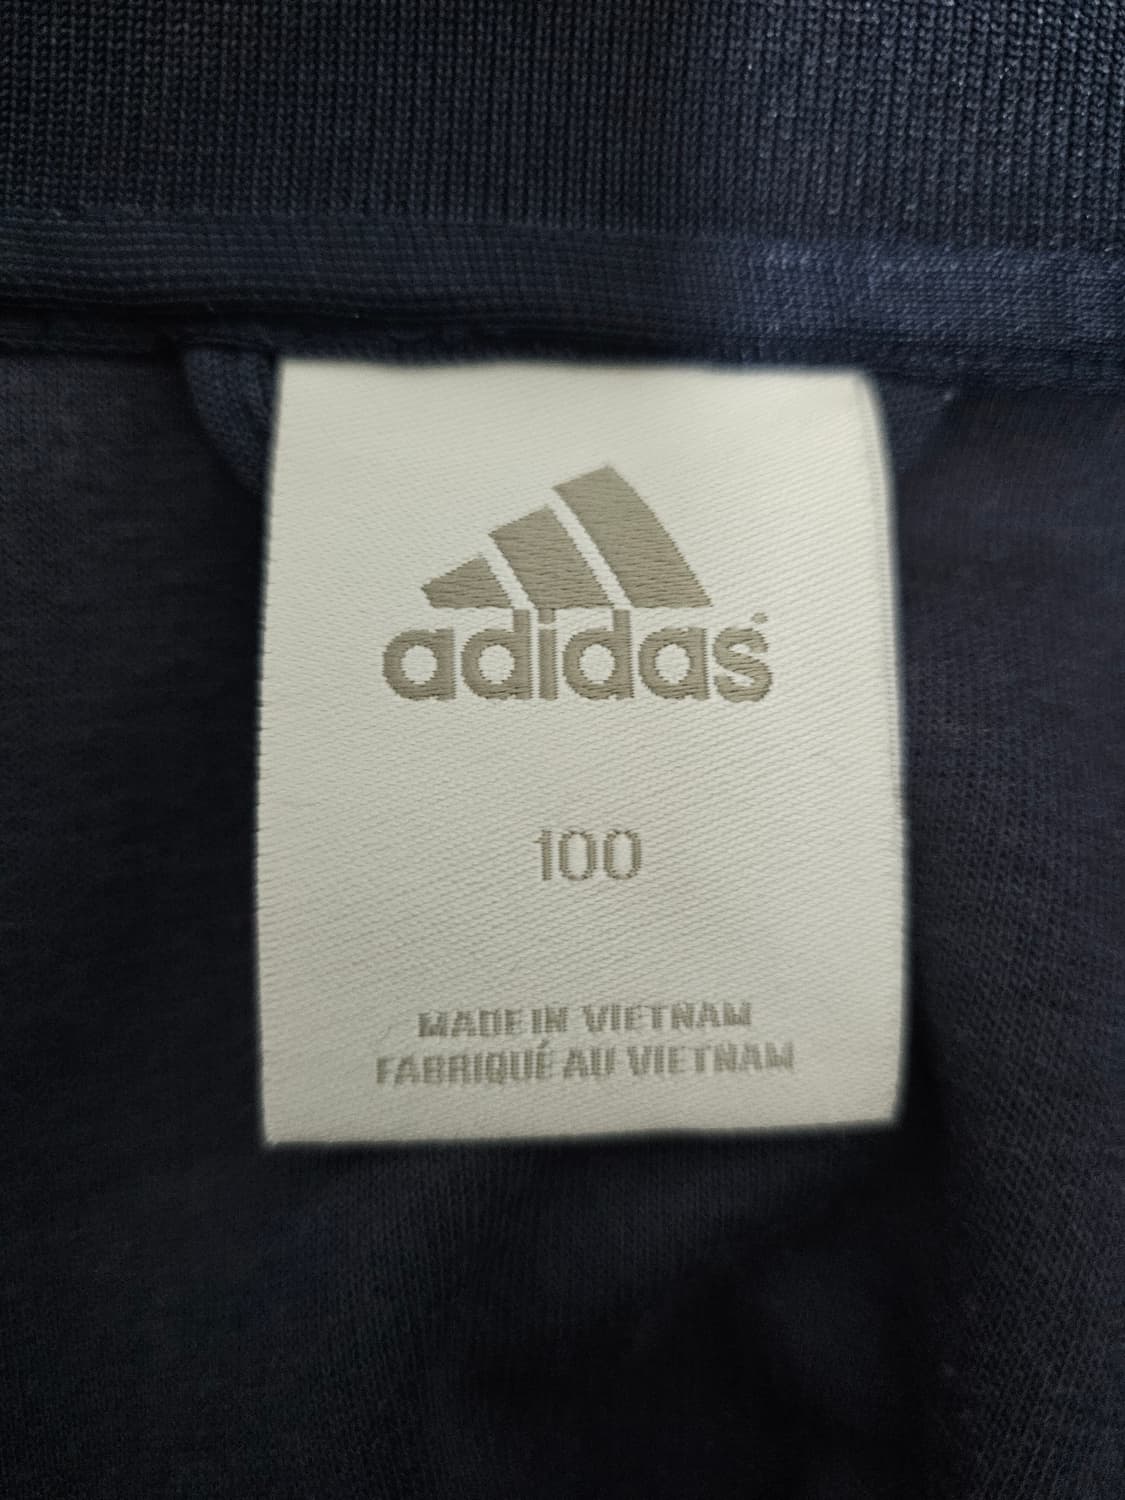 adidas
100
MADE IN VIETNAM
FABRIQUÉ AU VIETNAM